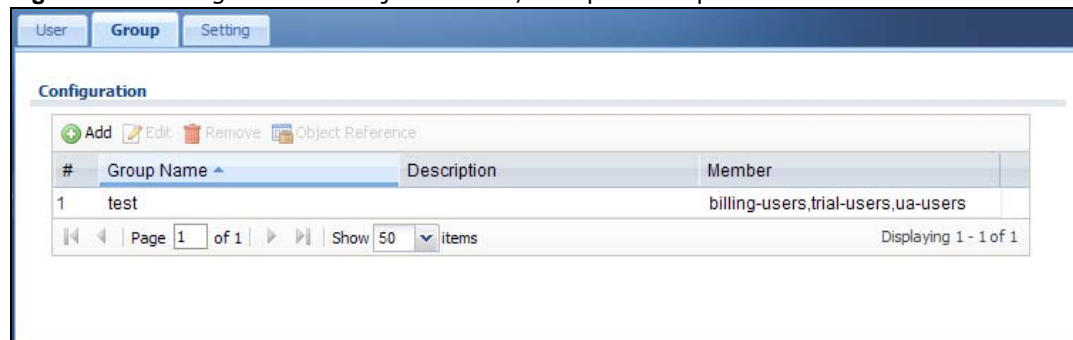 User Group Setting
Configuration
Add Edit Remove Object Reference
# Group Name Description Member
1 test billing-users,trial-users,ua-users
Page 1 of 1 Show 50 items Displaying 1 - 1 of 1